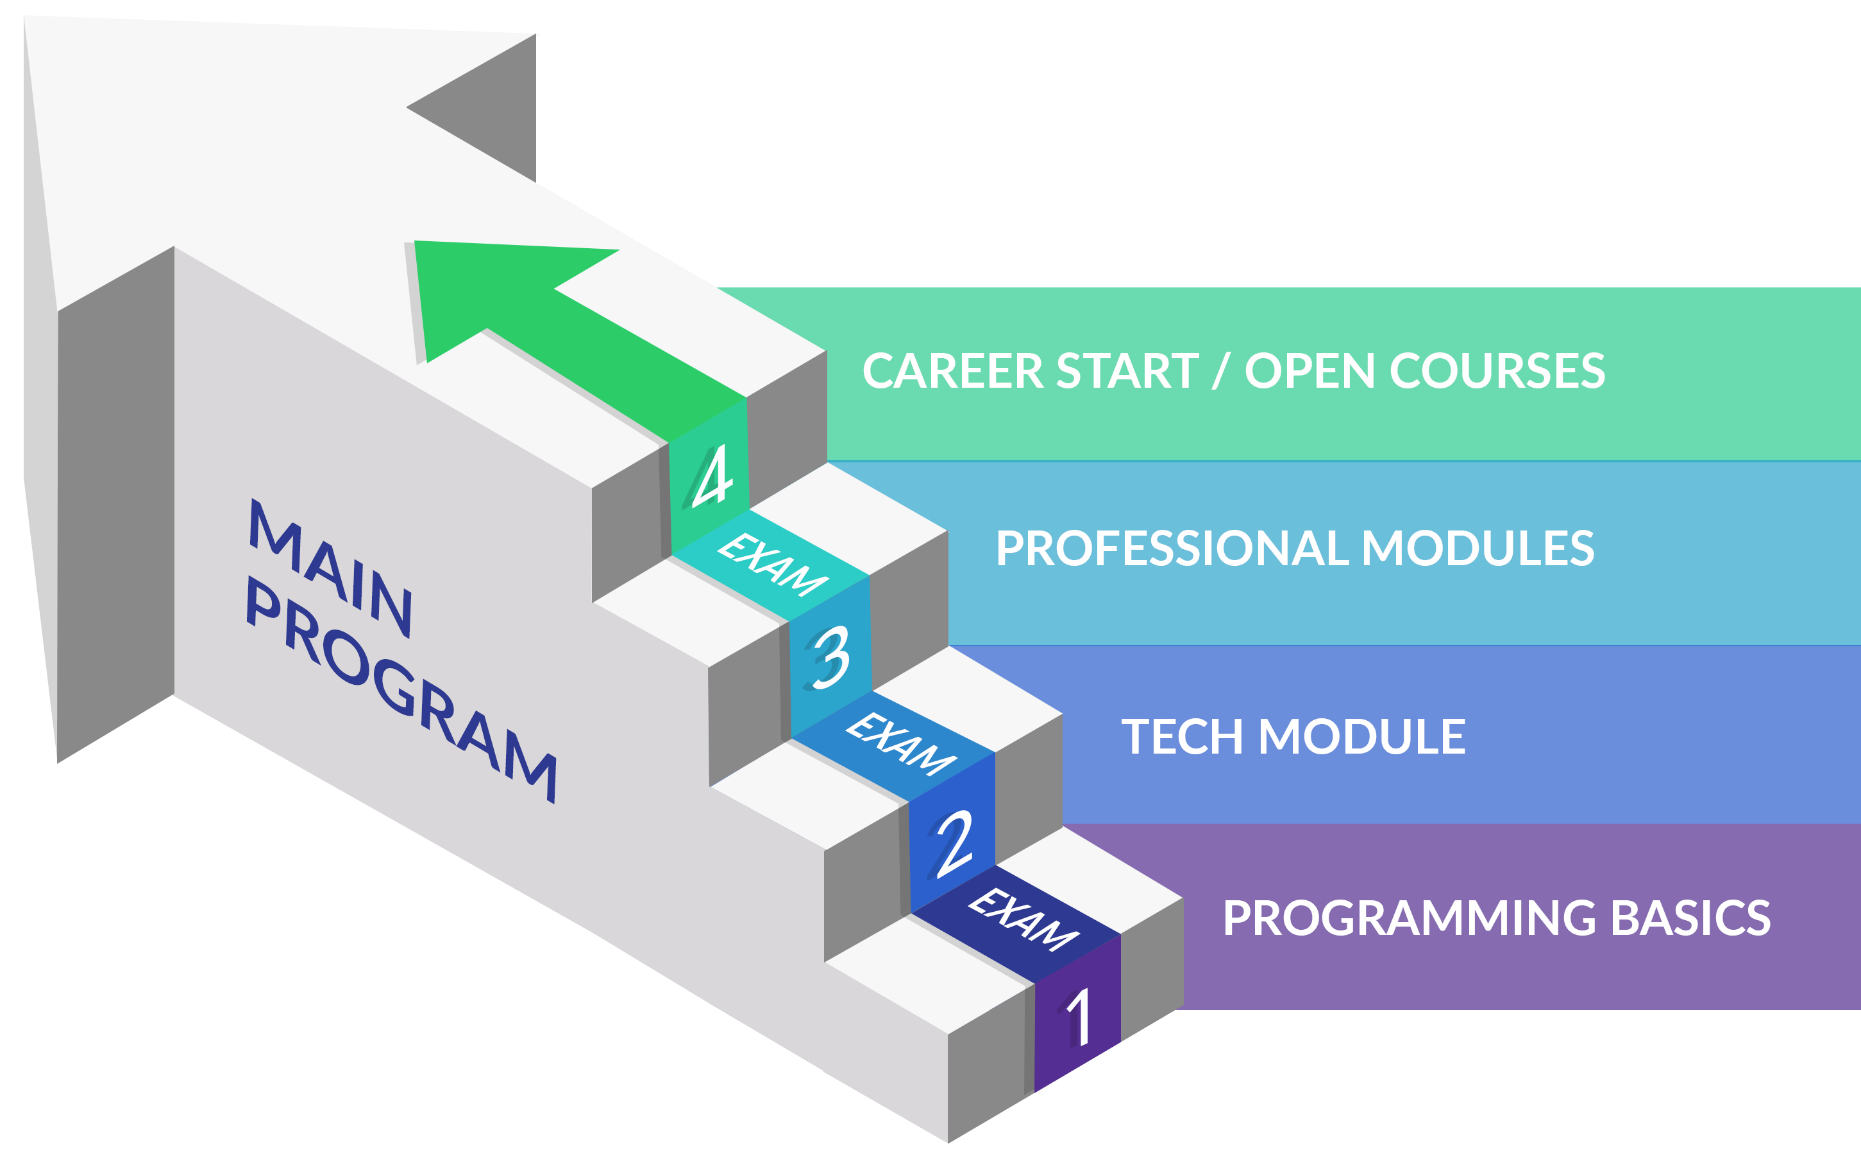 CAREER START / OPEN COURSES
4
EXAM
PROFESSIONAL MODULES
MAIN
PROGRAM
3
EXAM
TECH MODULE
2
EXAM
PROGRAMMING BASICS
1